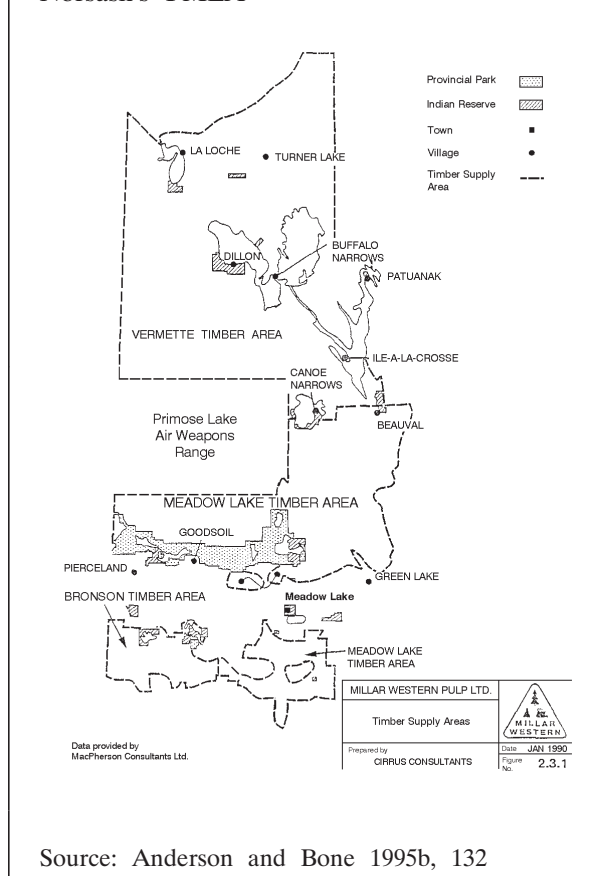 Provincial Park
Indian Reserve
Town
Village
Timber Supply
Area
LA LOCHE
TURNER LAKE
DILLON
BUFFALO
NARROWS
PATUANAK
VERMETTE TIMBER AREA
ILE-A-LA-CROSSE
CANOE
NARROWS
BEAUVAL
Primose Lake
Air Weapons
Range
MEADOW LAKE TIMBER AREA
GOODSOIL
PIERCELAND
GREEN LAKE
BRONSON TIMBER AREA
Meadow Lake
MEADOW LAKE
TIMBER AREA
MILLAR WESTERN PULP LTD.
Timber Supply Areas
MILLAR
WESTERN
Prepared by
CIRRUS CONSULTANTS
Date JAN 1990
Figure
No. 2.3.1
Data provided by
MacPherson Consultants Ltd.
Source: Anderson and Bone 1995b, 132